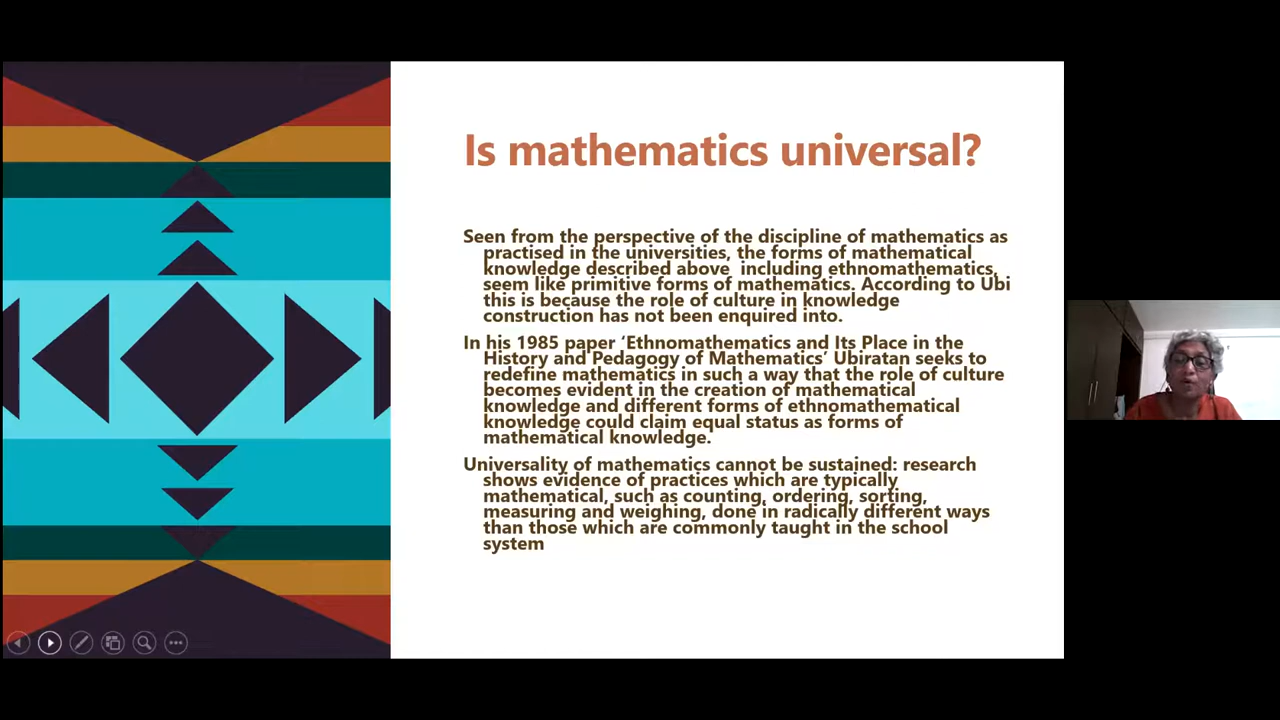 Is mathematics universal?
Seen from the perspective of the discipline of mathematics as
practised in the universities, the forms of mathematical
knowledge described above including ethnomathematics,
seem like primitive forms of mathematics. According to Ubi
this is because the role of culture in knowledge
construction has not been enquired into.
In his 1985 paper ‘Ethnomathematics and Its Place in the
History and Pedagogy of Mathematics’ Ubiratan seeks to
redefine mathematics in such a way that the role of culture
becomes evident in the creation of mathematical
knowledge and different forms of ethnomathematical
knowledge could claim equal status as forms of
mathematical knowledge.
Universality of mathematics cannot be sustained: research
shows evidence of practices which are typically
mathematical, such as counting, ordering, sorting,
measuring and weighing, done in radically different ways
than those which are commonly taught in the school
system